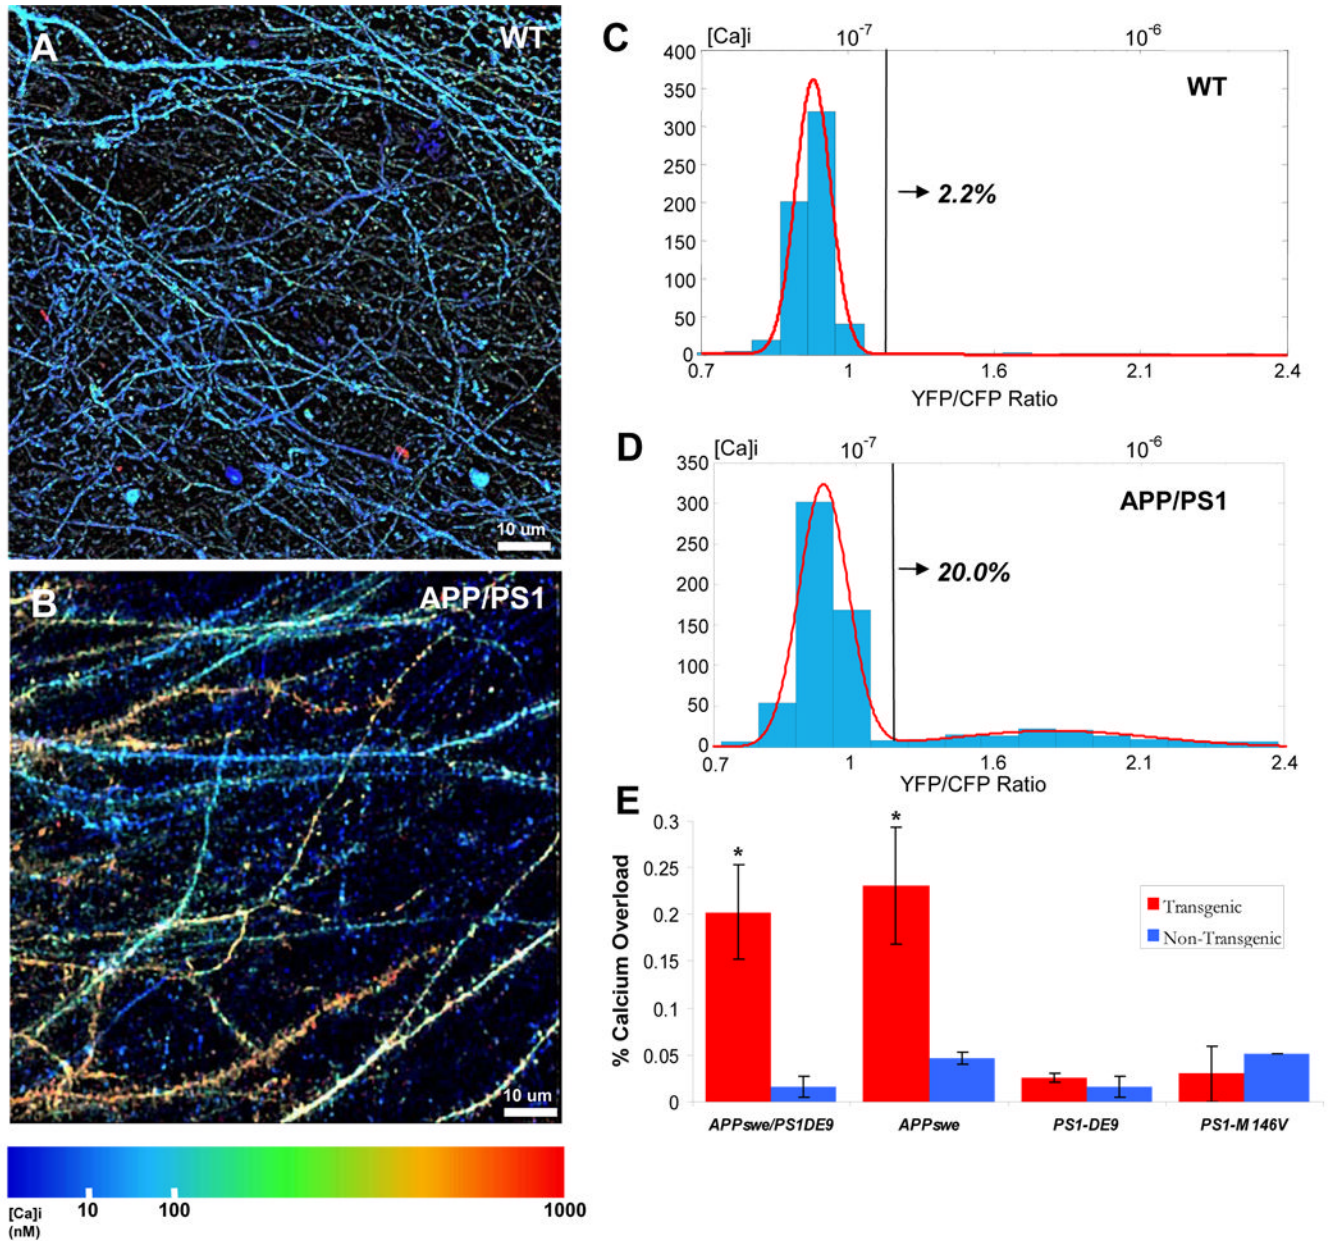 A
WT
10 um
B
APP/PS1
10 um
[Ca]i
(nM)
10
100
1000
C
[Ca]i
10-7
10-6
400
350
300
250
200
150
100
50
0
WT
→ 2.2%
0.7
1
1.6
2.1
2.4
YFP/CFP Ratio
D
[Ca]i
10-7
10-6
350
300
250
200
150
100
50
0
APP/PS1
→ 20.0%
0.7
1
1.6
2.1
2.4
YFP/CFP Ratio
E
% Calcium Overload
0.3
0.25
0.2
0.15
0.1
0.05
0
*
*
Transgenic
Non-Transgenic
APPswe/PS1DE9
APPswe
PS1-DE9
PS1-M146V